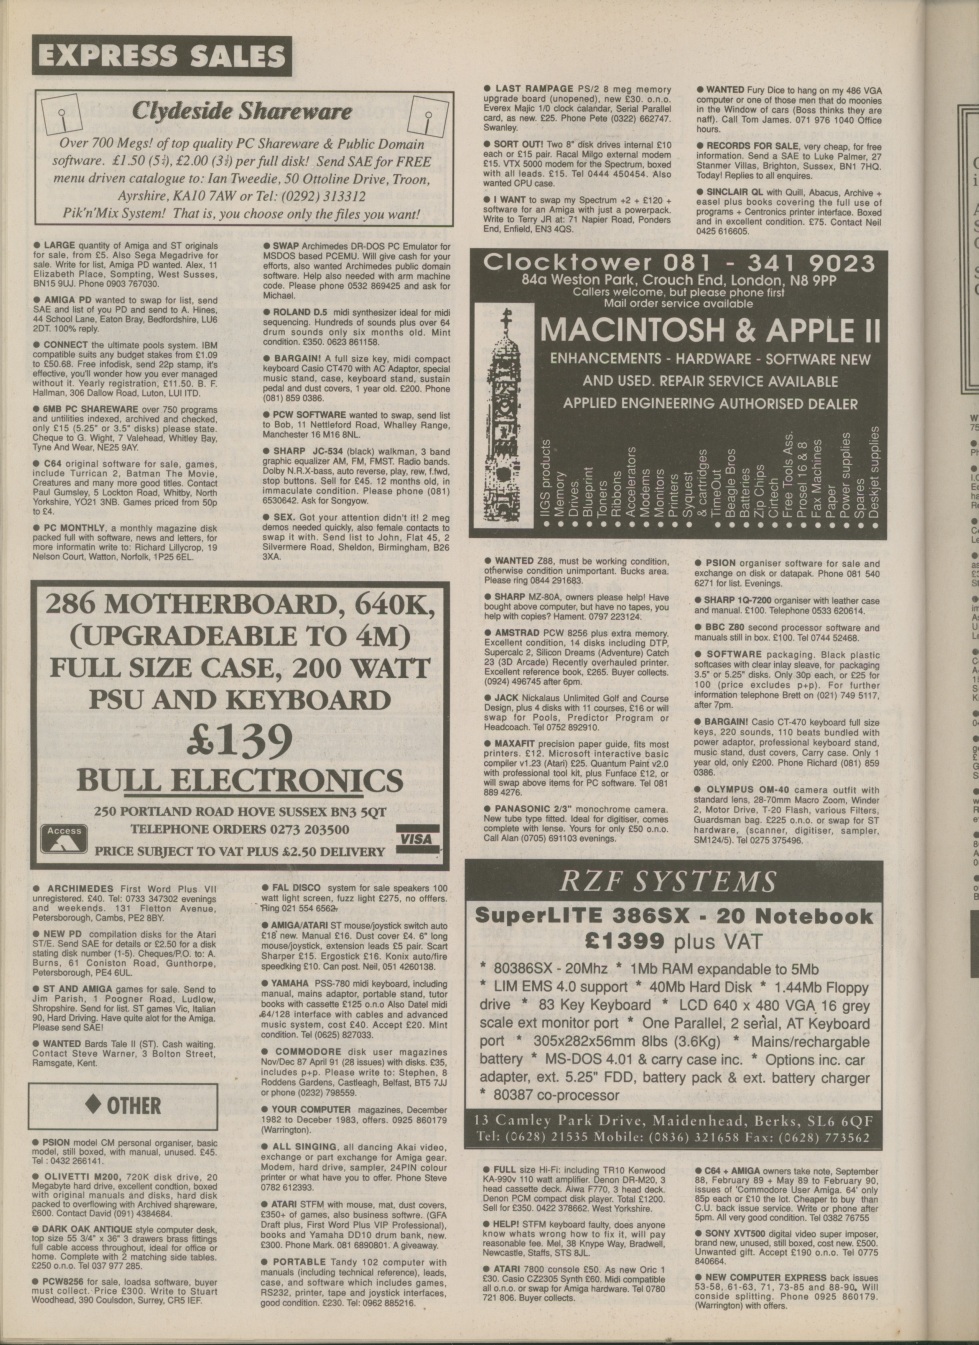 EXPRESS SALES
Clydeside Shareware
Over 700 Megs! of top quality PC Shareware & Public Domain
software. £1.50 (5¼), £2.00 (3½) per full disk! Send SAE for FREE
menu driven catalogue to: Ian Tweedie, 50 Ottoline Drive, Troon,
Ayrshire, KA10 7AW or Tel: (0292) 313312
Pik'n'Mix System! That is, you choose only the files you want!
● LARGE quantity of Amiga and ST originals
for sale, from £5. Also Sega Megadrive for
sale. Write for list, Amiga PD wanted. Alex, 11
Elizabeth Place, Sompting, West Sussex,
BN15 9UJ. Phone 0903 767030.
● AMIGA PD wanted to swap for list, send
SAE and list of you PD and send to A. Hines,
44 School Lane, Eaton Bray, Bedfordshire, LU6
2DT. 100% reply.
● CONNECT the ultimate pools system. IBM
compatible suits any budget stakes from £1.09
to £50.68. Free infodisk, send 22p stamp, it's
effective, you'll wonder how you ever managed
without it. Yearly registration, £11.50. B. F.
Hallman, 306 Dallow Road, Luton, LUI ITD.
● 6MB PC SHAREWARE over 750 programs
and untilities indexed, archived and checked,
only £15 (5.25" or 3.5" disks) please state.
Cheque to G. Wight, 7 Valehead, Whitley Bay,
Tyne And Wear, NE25 9AY.
● C64 original software for sale, games,
include Turrican 2, Batman The Movie,
Creatures and many more good titles. Contact
Paul Gumsley, 5 Lockton Road, Whitby, North
Yorkshire, YO21 3NB. Games priced from 50p
to £4.
● PC MONTHLY, a monthly magazine disk
packed full with software, news and letters, for
more informatin write to: Richard Lillycrop, 19
Nelson Court, Watton, Norfolk, 1P25 6EL.
● SWAP Archimedes DR-DOS PC Emulator for
MSDOS based PCEMU. Will give cash for your
efforts, also wanted Archimedes public domain
software. Help also needed with arm machine
code. Please phone 0532 869425 and ask for
Michael.
● ROLAND D.5 midi synthesizer ideal for midi
sequencing. Hundreds of sounds plus over 64
drum sounds only six months old. Mint
condition. £350. 0623 861158.
● BARGAIN! A full size key, midi compact
keyboard Casio CT470 with AC Adaptor, special
music stand, case, keyboard stand, sustain
pedal and dust covers, 1 year old. £200. Phone
(081) 859 0386.
● PCW SOFTWARE wanted to swap, send list
to Bob, 11 Nettleford Road, Whalley Range,
Manchester 16 M16 8NL.
● SHARP JC-534 (black) walkman, 3 band
graphic equalizer AM, FM, FMST. Radio bands.
Dolby N.R.X-bass, auto reverse, play, rew, f.fwd,
stop buttons. Sell for £45. 12 months old, in
immaculate condition. Please phone (081)
6530642. Ask for Songyow.
● SEX. Got your attention didn't it! 2 meg
demos needed quickly, also female contacts to
swap it with. Send list to John, Flat 45, 2
Silvermere Road, Sheldon, Birmingham, B26
3XA.
286 MOTHERBOARD, 640K,
(UPGRADEABLE TO 4M)
FULL SIZE CASE, 200 WATT
PSU AND KEYBOARD
£139
BULL ELECTRONICS
250 PORTLAND ROAD HOVE SUSSEX BN3 5QT
TELEPHONE ORDERS 0273 203500
PRICE SUBJECT TO VAT PLUS £2.50 DELIVERY
Access
VISA
● ARCHIMEDES First Word Plus VII
unregistered. £40. Tel: 0733 347302 evenings
and weekends. 131 Fletton Avenue,
Petersborough, Cambs, PE2 8BY.
● NEW PD compilation disks for the Atari
ST/E. Send SAE for details or £2.50 for a disk
stating disk number (1-5). Cheques/P.O. to: A.
Burns, 61 Coniston Road, Gunthorpe,
Petersborough, PE4 6UL.
● ST AND AMIGA games for sale. Send to
Jim Parish, 1 Poogner Road, Ludlow,
Shropshire. Send for list. ST games Vic, Italian
90, Hard Driving. Have quite alot for the Amiga.
Please send SAE!
● WANTED Bards Tale II (ST). Cash waiting.
Contact Steve Warner, 3 Bolton Street,
Ramsgate, Kent.
◆ OTHER
● PSION model CM personal organiser, basic
model, still boxed, with manual, unused. £45.
Tel : 0432 266141.
● OLIVETTI M200, 720K disk drive, 20
Megabyte hard drive, excellent condtion, boxed
with original manuals and disks, hard disk
packed to overflowing with Archived shareware,
£600. Contact David (091) 4384684.
● DARK OAK ANTIQUE style computer desk,
top size 55 3/4" x 36" 3 drawers brass fittings
full cable access throughout, ideal for office or
home. Complete with 2 matching side tables.
£250 o.n.o. Tel 037 977 285.
● PCW8256 for sale, loadsa software, buyer
must collect. Price £300. Write to Stuart
Woodhead, 390 Coulsdon, Surrey, CR5 IEF.
● FAL DISCO system for sale speakers 100
watt light screen, fuzz light £275, no offfers.
Ring 021 554 6562.
● AMIGA/ATARI ST mouse/joystick switch auto
£18 new. Manual £16. Dust cover £4. 6" long
mouse/joystick, extension leads £5 pair. Scart
Sharper £15. Ergostick £16. Konix auto/fire
speedking £10. Can post. Neil, 051 4260138.
● YAMAHA PSS-780 midi keyboard, including
manual, mains adaptor, portable stand, tutor
books with cassette £125 o.n.o Also Datel midi
64/128 interface with cables and advanced
music system, cost £40. Accept £20. Mint
condition. Tel (0625) 827033.
● COMMODORE disk user magazines
Nov/Dec 87 April 91 (28 issues) with disks. £35,
includes p+p. Please write to: Stephen, 8
Roddens Gardens, Castleagh, Belfast, BT5 7JJ
or phone (0232) 798559.
● YOUR COMPUTER magazines, December
1982 to Deceber 1983, offers. 0925 860179
(Warrington).
● ALL SINGING, all dancing Akai video,
exchange or part exchange for Amiga gear.
Modem, hard drive, sampler, 24PIN colour
printer or what have you to offer. Phone Steve
0782 612393.
● ATARI STFM with mouse, mat, dust covers,
£350+ of games, also business softwre. (GFA
Draft plus, First Word Plus VIP Professional),
books and Yamaha DD10 drum bank, new.
£300. Phone Mark. 081 6890801. A giveaway.
● PORTABLE Tandy 102 computer with
manuals (including technical reference), leads,
case, and software which includes games,
RS232, printer, tape and joystick interfaces,
good condition. £230. Tel: 0962 885216.
● LAST RAMPAGE PS/2 8 meg memory
upgrade board (unopened), new £30. o.n.o.
Everex Majic 1/0 clock calandar, Serial Parallel
card, as new. £25. Phone Pete (0322) 662747.
Swanley.
● SORT OUT! Two 8" disk drives internal £10
each or £15 pair. Racal Milgo external modem
£15. VTX 5000 modem for the Spectrum, boxed
with all leads. £15. Tel 0444 450454. Also
wanted CPU case.
● I WANT to swap my Spectrum +2 + £120 +
software for an Amiga with just a powerpack.
Write to Terry JR at: 71 Napier Road, Ponders
End, Enfield, EN3 4QS.
● WANTED Fury Dice to hang on my 486 VGA
computer or one of those men that do moonies
in the Window of cars (Boss thinks they are
naff). Call Tom James. 071 976 1040 Office
hours.
● RECORDS FOR SALE, very cheap, for free
information. Send a SAE to Luke Palmer, 27
Stanmer Villas, Brighton, Sussex, BN1 7HQ.
Today! Replies to all enquires.
● SINCLAIR QL with Quill, Abacus, Archive +
easel plus books covering the full use of
programs + Centronics printer interface. Boxed
and in excellent condition. £75. Contact Neil
0425 616605.
Clocktower 081 - 341 9023
84a Weston Park, Crouch End, London, N8 9PP
Callers welcome, but please phone first
Mail order service available
MACINTOSH & APPLE II
ENHANCEMENTS - HARDWARE - SOFTWARE NEW
AND USED. REPAIR SERVICE AVAILABLE
APPLIED ENGINEERING AUTHORISED DEALER
● IIGS products
● Memory
● Drives
● Blueprint
● Toners
● Ribbons
● Accelerators
● Modems
● Monitors
● Printers
● Syquest
& cartridges
● TimeOut
● Beagle Bros
● Batteries
● Zip Chips
● Cirtech
● Free Tools Ass.
● Prosel 16 & 8
● Fax Machines
● Paper
● Power supplies
● Spares
● Deskjet supplies
● WANTED Z88, must be working condition,
otherwise condition unimportant. Bucks area.
Please ring 0844 291683.
● SHARP MZ-80A, owners please help! Have
bought above computer, but have no tapes, you
help with copies? Hament. 0797 223124.
● AMSTRAD PCW 8256 plus extra memory.
Excellent condition, 14 disks including DTP,
Supercalc 2, Silicon Dreams (Adventure) Catch
23 (3D Arcade) Recently overhauled printer.
Excellent reference book, £265. Buyer collects.
(0924) 496745 after 6pm.
● JACK Nickalaus Unlimited Golf and Course
Design, plus 4 disks with 11 courses, £16 or will
swap for Pools, Predictor Program or
Headcoach. Tel 0752 892910.
● MAXAFIT precision paper guide, fits most
printers. £12. Microsoft interactive basic
compiler v1.23 (Atari) £25. Quantum Paint v2.0
with professional tool kit, plus Funface £12, or
will swap above items for PC software. Tel 081
889 4276.
● PANASONIC 2/3" monochrome camera.
New tube type fitted. Ideal for digitiser, comes
complete with lense. Yours for only £50 o.n.o.
Call Alan (0705) 691103 evenings.
● PSION organiser software for sale and
exchange on disk or datapak. Phone 081 540
6271 for list. Evenings.
● SHARP 1Q-7200 organiser with leather case
and manual. £100. Telephone 0533 620614.
● BBC Z80 second processor software and
manuals still in box. £100. Tel 0744 52468.
● SOFTWARE packaging. Black plastic
softcases with clear inlay sleave, for packaging
3.5" or 5.25" disks. Only 30p each, or £25 for
100 (price excludes p+p). For further
information telephone Brett on (021) 749 5117,
after 7pm.
● BARGAIN! Casio CT-470 keyboard full size
keys, 220 sounds, 110 beats bundled with
power adaptor, professional keyboard stand,
music stand, dust covers, Carry case. Only 1
year old, only £200. Phone Richard (081) 859
0386.
● OLYMPUS OM-40 camera outfit with
standard lens, 28-70mm Macro Zoom, Winder
2, Motor Drive, T-20 Flash, various Filters,
Guardsman bag. £225 o.n.o. or swap for ST
hardware, (scanner, digitiser, sampler,
SM124/5). Tel 0275 375496.
RZF SYSTEMS
SuperLITE 386SX - 20 Notebook
£1399 plus VAT
* 80386SX - 20Mhz * 1Mb RAM expandable to 5Mb
* LIM EMS 4.0 support * 40Mb Hard Disk * 1.44Mb Floppy
drive * 83 Key Keyboard * LCD 640 x 480 VGA 16 grey
scale ext monitor port * One Parallel, 2 serial, AT Keyboard
port * 305x282x56mm 8lbs (3.6Kg) * Mains/rechargable
battery * MS-DOS 4.01 & carry case inc. * Options inc. car
adapter, ext. 5.25" FDD, battery pack & ext. battery charger
* 80387 co-processor
13 Camley Park Drive, Maidenhead, Berks, SL6 6QF
Tel: (0628) 21535 Mobile: (0836) 321658 Fax: (0628) 773562
● FULL size Hi-Fi: including TR10 Kenwood
KA-990v 110 watt amplifier. Denon DR-M20, 3
head cassette deck. Aiwa F770, 3 head deck.
Denon PCM compact disk player. Total £1200.
Sell for £350. 0422 378662. West Yorkshire.
● HELP! STFM keyboard faulty, does anyone
know whats wrong how to fix it, will pay
reasonable fee. Mel, 38 Knype Way, Bradwell,
Newcastle, Staffs, ST5 8JL.
● ATARI 7800 console £50. As new Oric 1
£30. Casio CZ2305 Synth £60. Midi compatible
all o.n.o. or swap for Amiga hardware. Tel 0780
721 806. Buyer collects.
● C64 + AMIGA owners take note, September
88, February 89 + May 89 to February 90,
issues of 'Commodore User Amiga. 64' only
85p each or £10 the lot. Cheaper to buy than
C.U. back issue service. Write or phone after
5pm. All very good condition. Tel 0382 76755
● SONY XVT500 digital video super imposer,
brand new, unused, still boxed, cost new. £500.
Unwanted gift. Accept £190 o.n.o. Tel 0775
840664.
● NEW COMPUTER EXPRESS back issues
53-58, 61-63, 71, 73-85 and 88-90. Will
conside splitting. Phone 0925 860179.
(Warrington) with offers.